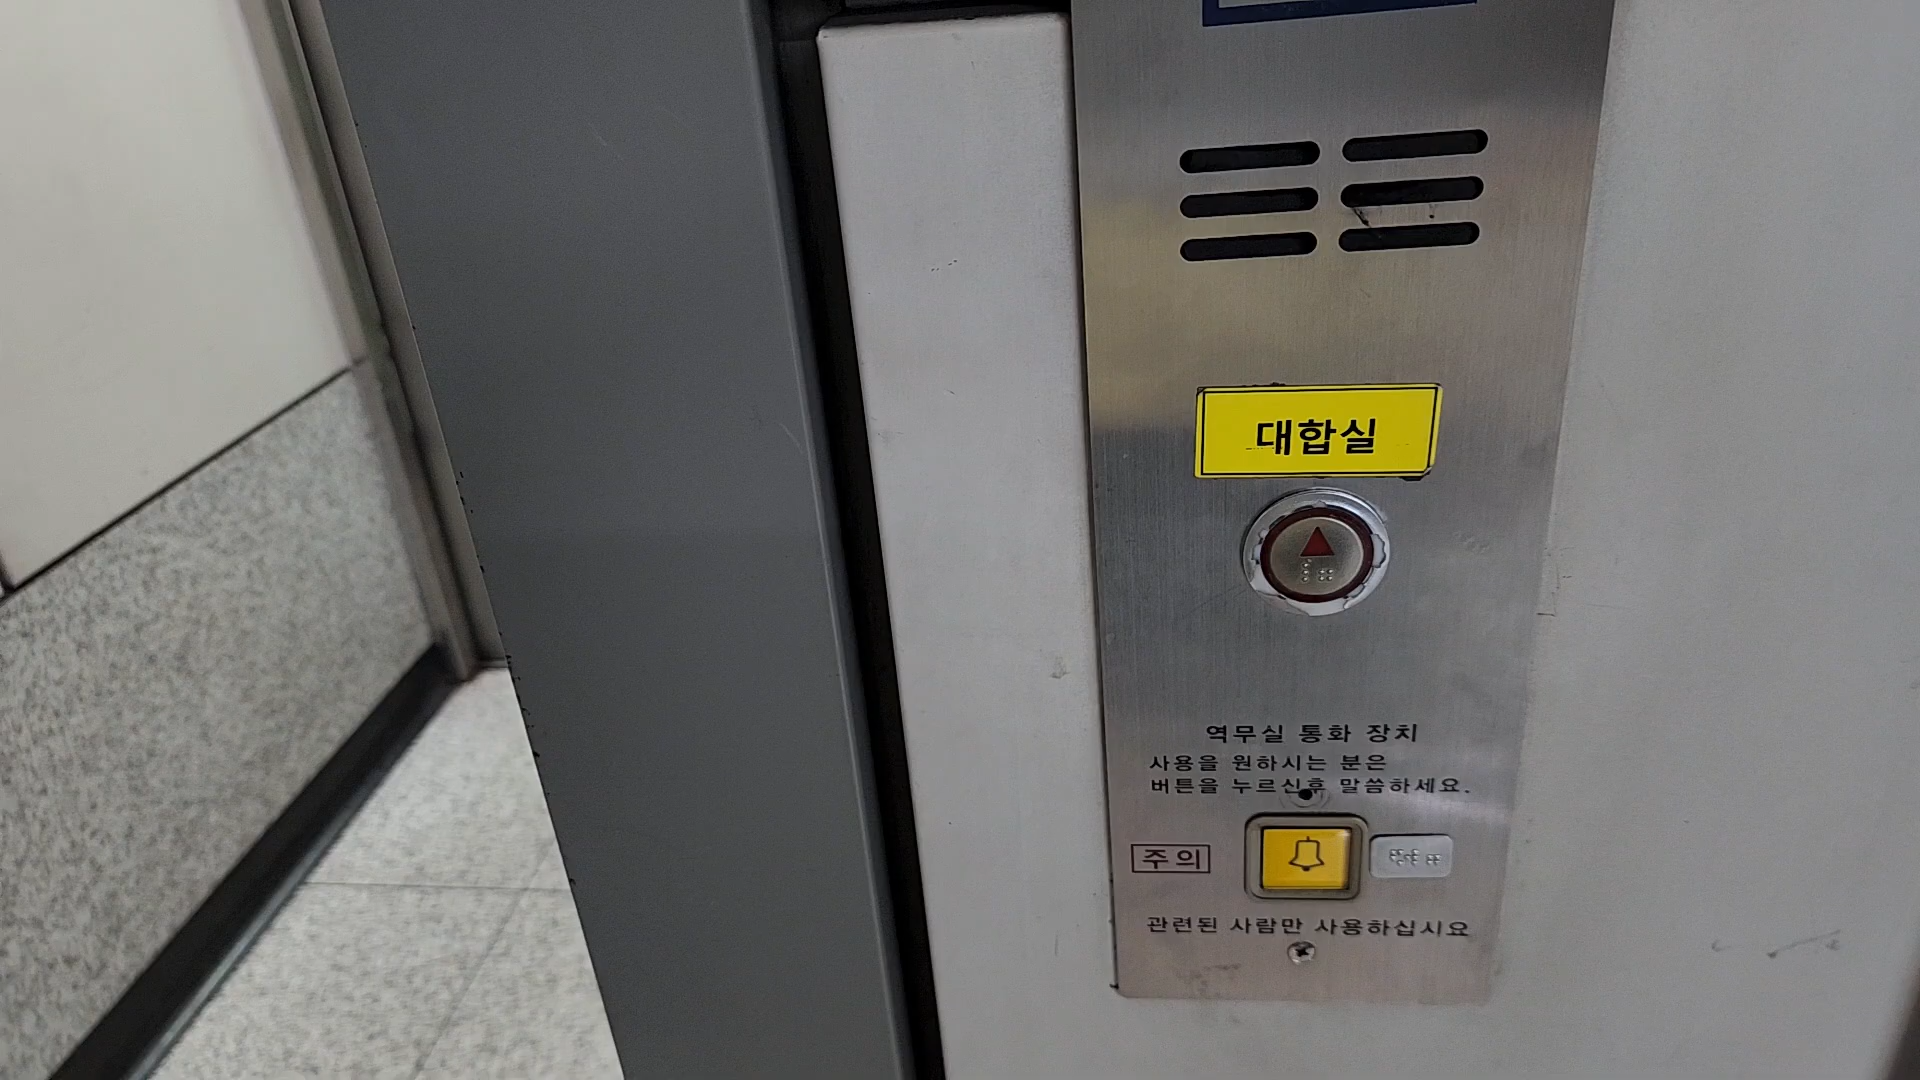 대합실
역무실 통화 장치
사용을 원하시는 분은
버튼을 누르신후 말씀하세요.
주의
관련된 사람만 사용하십시요